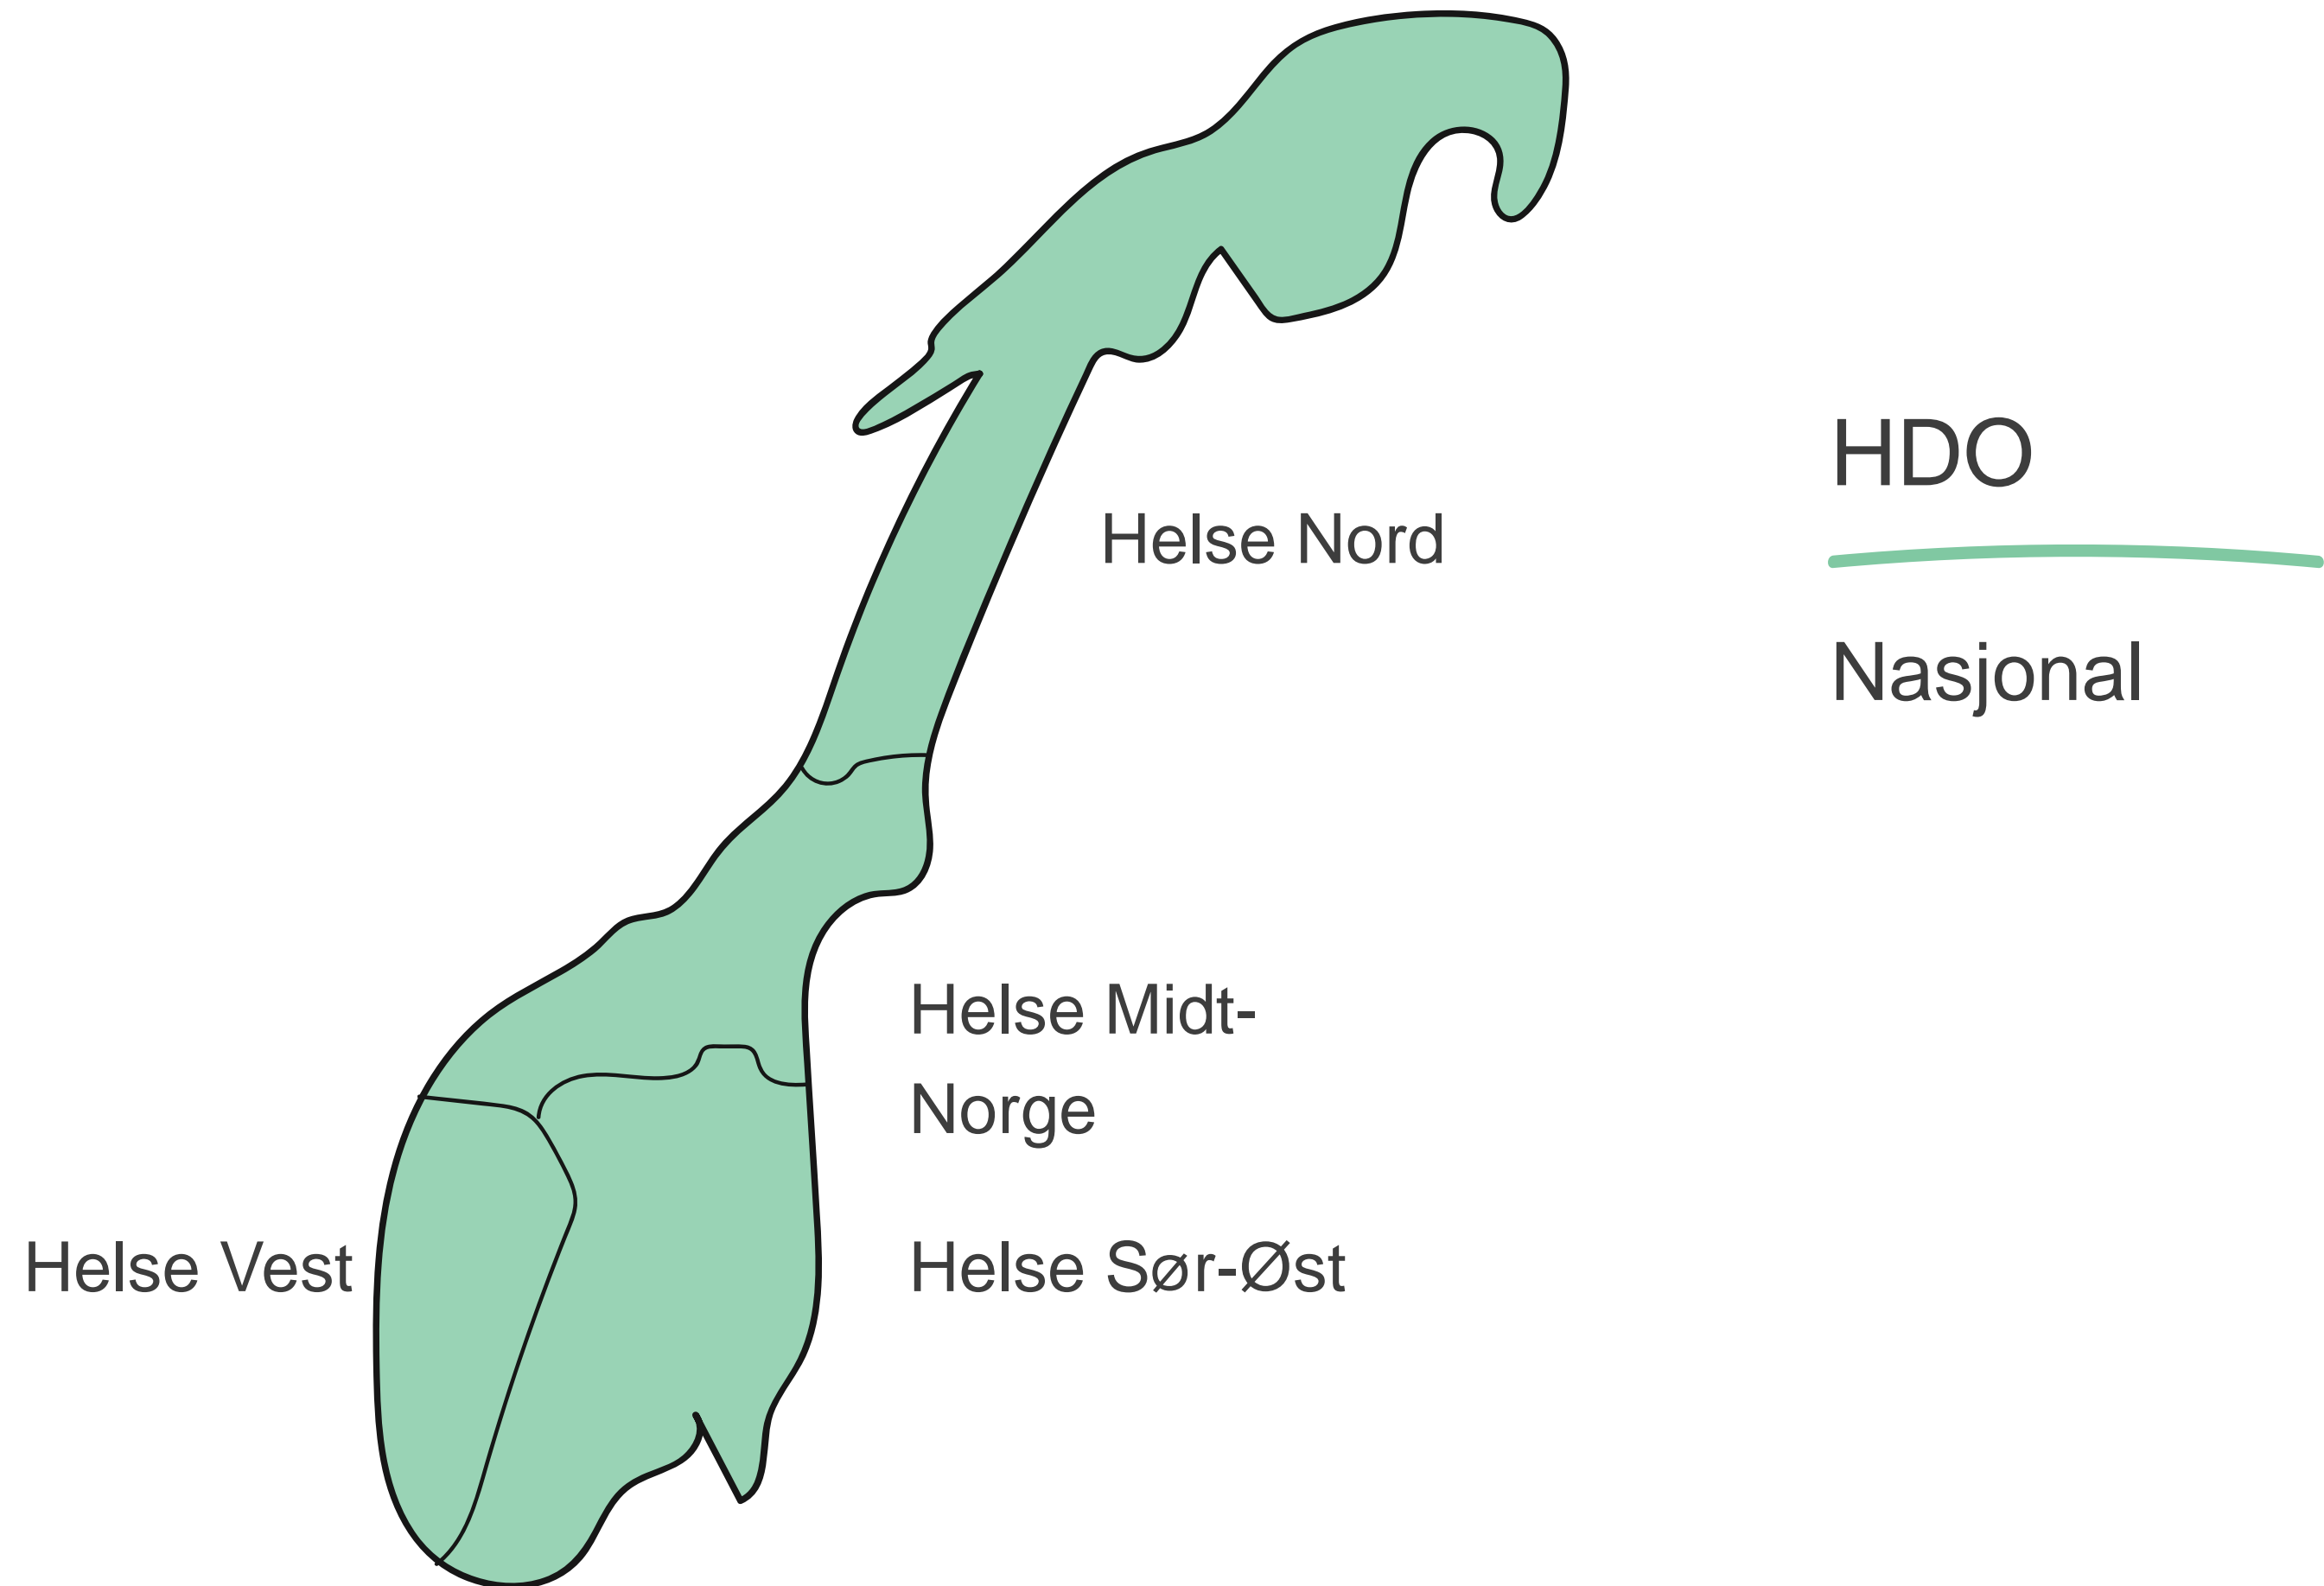 HDO
Helse Nord
Nasjonal
Helse Midt-
Norge
Helse Vest
Helse Sør-Øst